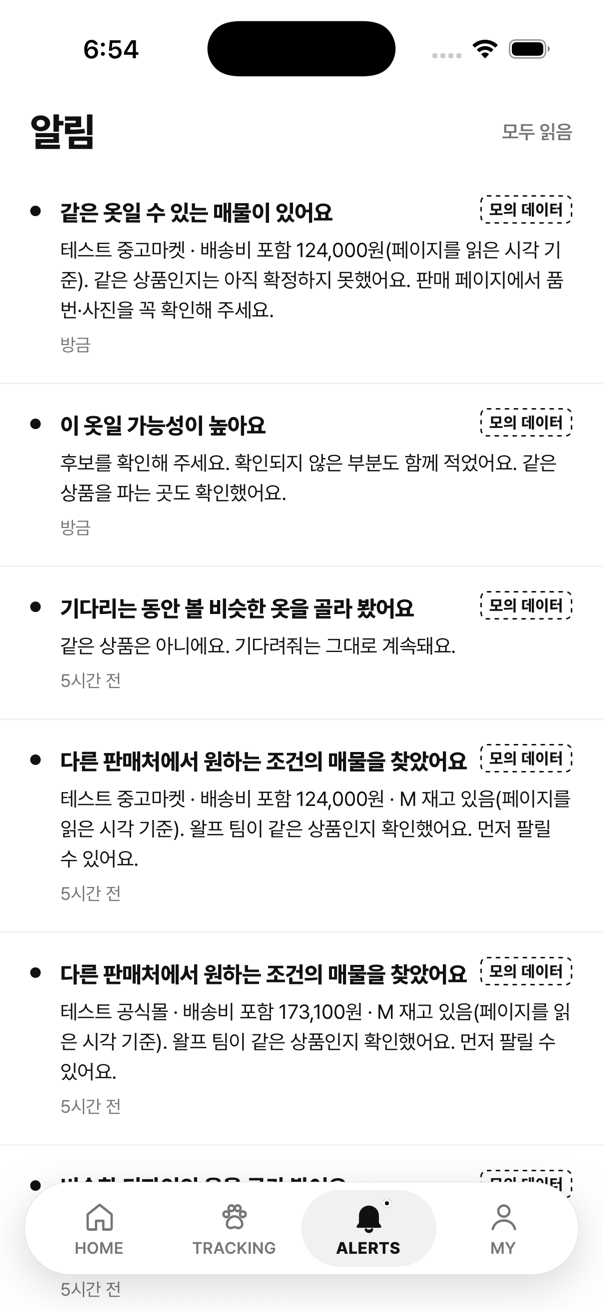 6:54
알림
모두 읽음
같은 옷일 수 있는 매물이 있어요
모의 데이터
테스트 중고마켓 · 배송비 포함 124,000원(페이지를 읽은 시각 기
준). 같은 상품인지는 아직 확정하지 못했어요. 판매 페이지에서 품
번·사진을 꼭 확인해 주세요.
방금
이 옷일 가능성이 높아요
모의 데이터
후보를 확인해 주세요. 확인되지 않은 부분도 함께 적었어요. 같은
상품을 파는 곳도 확인했어요.
방금
기다리는 동안 볼 비슷한 옷을 골라 봤어요
모의 데이터
같은 상품은 아니에요. 기다려줘는 그대로 계속돼요.
5시간 전
다른 판매처에서 원하는 조건의 매물을 찾았어요
모의 데이터
테스트 중고마켓 · 배송비 포함 124,000원 · M 재고 있음(페이지를
읽은 시각 기준). 왈프 팀이 같은 상품인지 확인했어요. 먼저 팔릴
수 있어요.
5시간 전
다른 판매처에서 원하는 조건의 매물을 찾았어요
모의 데이터
테스트 공식몰 · 배송비 포함 173,100원 · M 재고 있음(페이지를 읽
은 시각 기준). 왈프 팀이 같은 상품인지 확인했어요. 먼저 팔릴 수
있어요.
5시간 전
HOME
TRACKING
ALERTS
MY
5시간 전